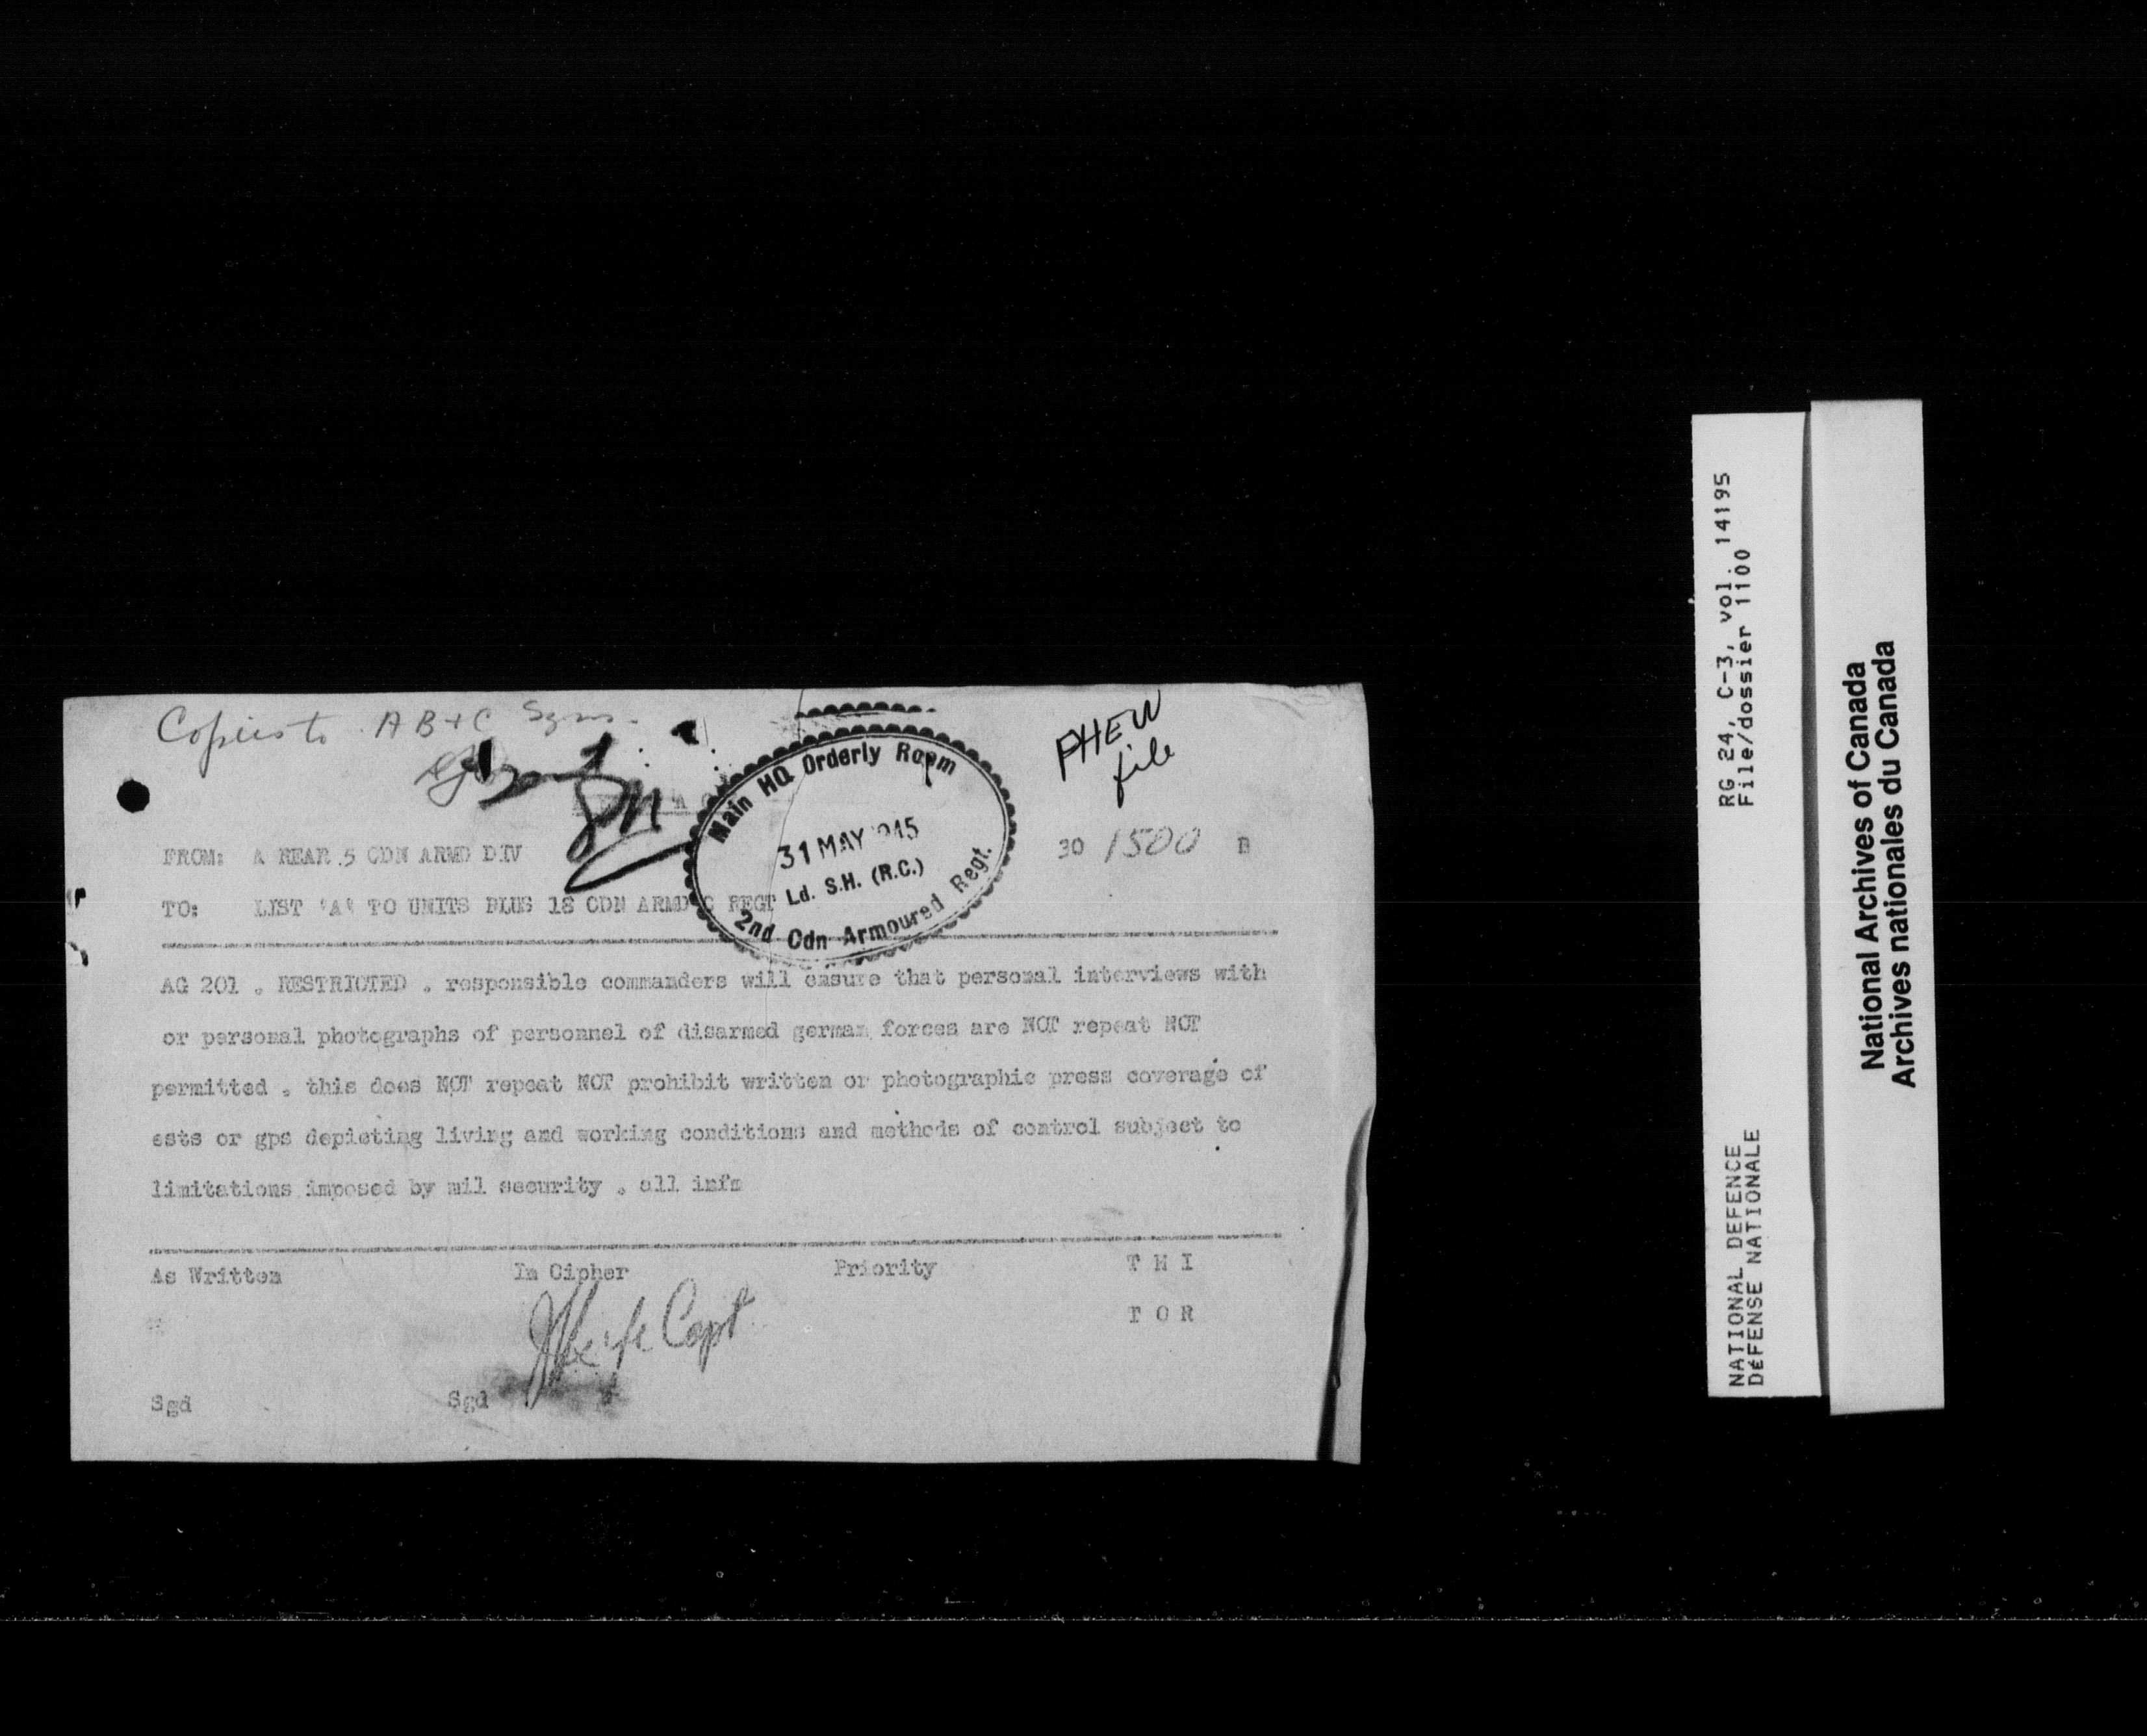 Copies to A B + C Sqns.
PHEW
file
Main HQ Orderly Room
31 MAY 1945
Ld. S.H. (R.C.)
2nd Cdn Armoured Regt.
FROM: A REAR 5 CDN ARMD DIV
30 1500 B
TO: LIST 'A' TO UNITS PLUS 18 CDN ARMD C REGT
AG 201 . RESTRICTED . responsible commanders will ensure that personal interviews with
or personal photographs of personnel of disarmed german forces are NOT repeat NOT
permitted . this does NOT repeat NOT prohibit written or photographic press coverage of
ests or gps depicting living and working conditions and methods of control subject to
limitations imposed by mil security . all infm
As Written In Cipher Priority T H I
T O R
Capt
Sgd Sgd
RG 24, C-3, vol. 14195
File/dossier 1100
NATIONAL DEFENCE
DéFENSE NATIONALE
National Archives of Canada
Archives nationales du Canada